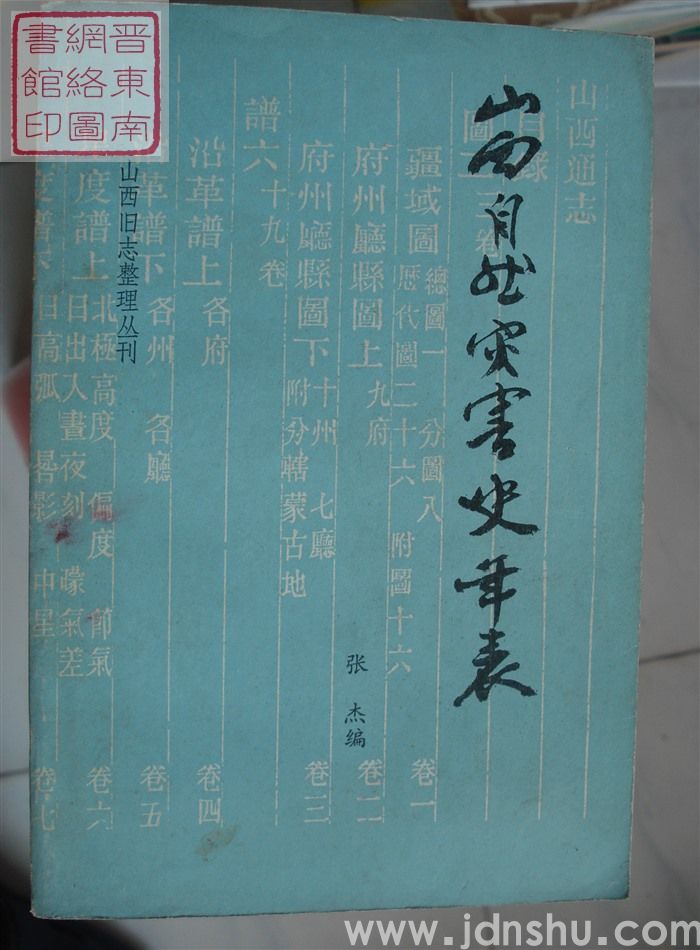 晋東南
網絡圖
書館印
山西自然灾害史年表
张杰编
山西旧志整理丛刊
山西通志
目錄
圖三卷
疆域圖 總圖一 分圖八 歷代圖二十六 附圖十六 卷一
府州廳縣圖上 九府 卷二
府州廳縣圖下 十州 七廳 附分轄蒙古地 卷三
譜六十九卷
沿革譜上 各府 卷四
革譜下 各州 各廳 卷五
度譜上 北極高度 偏度 節氣 日出入晝夜刻 曚氣差 卷六
度譜下 日高弧 晷影 中星 卷七
www.jdnshu.com